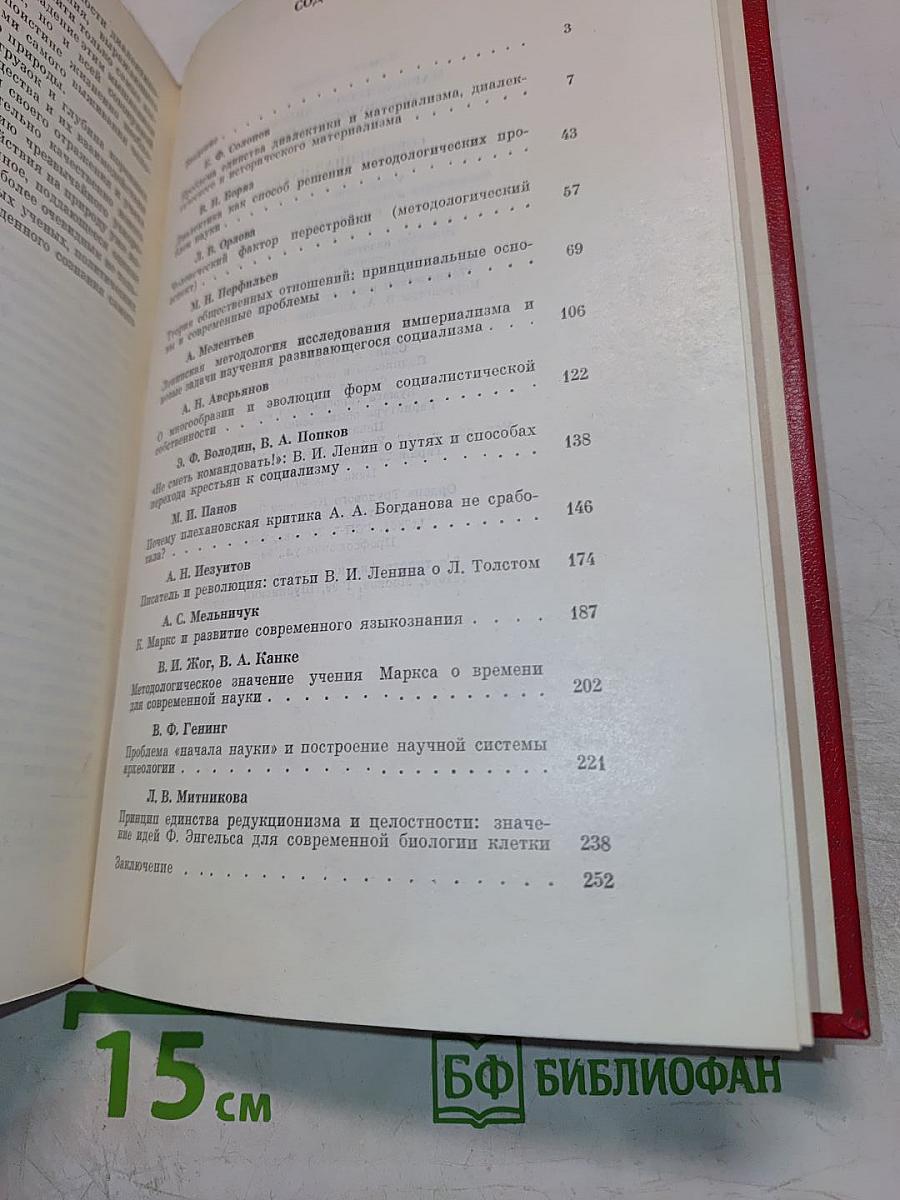 СОД
3
Е. Ф. Солопов
Проблема единства диалектики и материализма, диалек-
тического и исторического материализма . . . . . . . . 7
В. И. Бориз
Диалектика как способ решения методологических про-
блем науки . . . . . . . . . . . . . . . 43
Л. В. Орлова
Человеческий фактор перестройки (методологический
аспект) . . . . . . . . . . . . . . . 57
М. Н. Перфильев
Теория общественных отношений: принципиальные осно-
вы и современные проблемы . . . . . . . . . . 69
А. Мелентьев
Ленинская методология исследования империализма и
новые задачи изучения развивающегося социализма . . . 106
А. Н. Аверьянов
О многообразии и эволюции форм социалистической
собственности . . . . . . . . . . . . . . . 122
Э. Ф. Володин, В. А. Попков
«Не сметь командовать!»: В. И. Ленин о путях и способах
перехода крестьян к социализму . . . . . . . . . . 138
М. И. Панов
Почему плехановская критика А. А. Богданова не срабо-
тала? . . . . . . . . . . . . . . . . . . 146
А. Н. Иезуитов
Писатель и революция: статьи В. И. Ленина о Л. Толстом 174
А. С. Мельничук
К. Маркс и развитие современного языкознания . . . . 187
В. И. Жог, В. А. Канке
Методологическое значение учения Маркса о времени
для современной науки . . . . . . . . . . . . . . . 202
В. Ф. Генинг
Проблема «начала науки» и построение научной системы
археологии . . . . . . . . . . . . . . . . . . 221
Л. В. Митникова
Принцип единства редукционизма и целостности: значе-
ние идей Ф. Энгельса для современной биологии клетки 238
Заключение . . . . . . . . . . . . . . . . . . 252
15 см
БФ БИБЛИОФАН